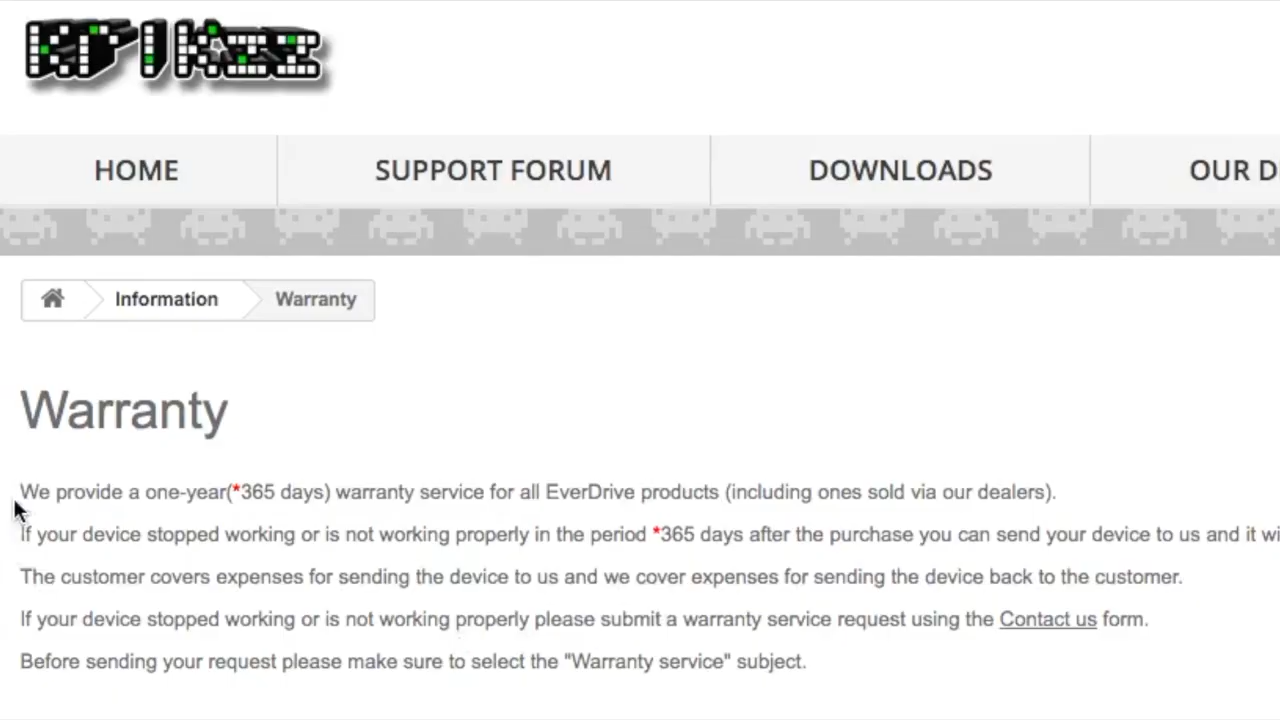 KRIKzz
HOME
SUPPORT FORUM
DOWNLOADS
OUR D
Information
Warranty
Warranty
We provide a one-year(*365 days) warranty service for all EverDrive products (including ones sold via our dealers).
If your device stopped working or is not working properly in the period *365 days after the purchase you can send your device to us and it wi
The customer covers expenses for sending the device to us and we cover expenses for sending the device back to the customer.
If your device stopped working or is not working properly please submit a warranty service request using the Contact us form.
Before sending your request please make sure to select the "Warranty service" subject.